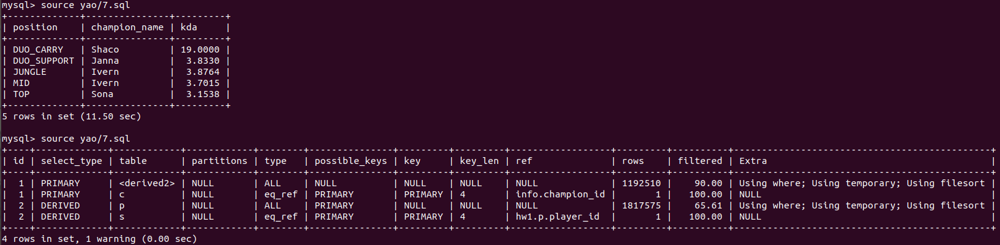 mysql> source yao/7.sql
+-------------+---------------+---------+
| position    | champion_name | kda     |
+-------------+---------------+---------+
| DUO_CARRY   | Shaco         | 19.0000 |
| DUO_SUPPORT | Janna         |  3.8330 |
| JUNGLE      | Ivern         |  3.8764 |
| MID         | Ivern         |  3.7015 |
| TOP         | Sona          |  3.1538 |
+-------------+---------------+---------+
5 rows in set (11.50 sec)

mysql> source yao/7.sql
+----+-------------+------------+------------+--------+---------------+---------+---------+------------------+---------+----------+----------------------------------------------+
| id | select_type | table      | partitions | type   | possible_keys | key     | key_len | ref              | rows    | filtered | Extra                                        |
+----+-------------+------------+------------+--------+---------------+---------+---------+------------------+---------+----------+----------------------------------------------+
|  1 | PRIMARY     | <derived2> | NULL       | ALL    | NULL          | NULL    | NULL    | NULL             | 1192510 |    90.00 | Using where; Using temporary; Using filesort |
|  1 | PRIMARY     | c          | NULL       | eq_ref | PRIMARY       | PRIMARY | 4       | info.champion_id |       1 |   100.00 | NULL                                         |
|  2 | DERIVED     | p          | NULL       | ALL    | PRIMARY       | NULL    | NULL    | NULL             | 1817575 |    65.61 | Using where; Using temporary; Using filesort |
|  2 | DERIVED     | s          | NULL       | eq_ref | PRIMARY       | PRIMARY | 4       | hw1.p.player_id  |       1 |   100.00 | NULL                                         |
+----+-------------+------------+------------+--------+---------------+---------+---------+------------------+---------+----------+----------------------------------------------+
4 rows in set, 1 warning (0.00 sec)